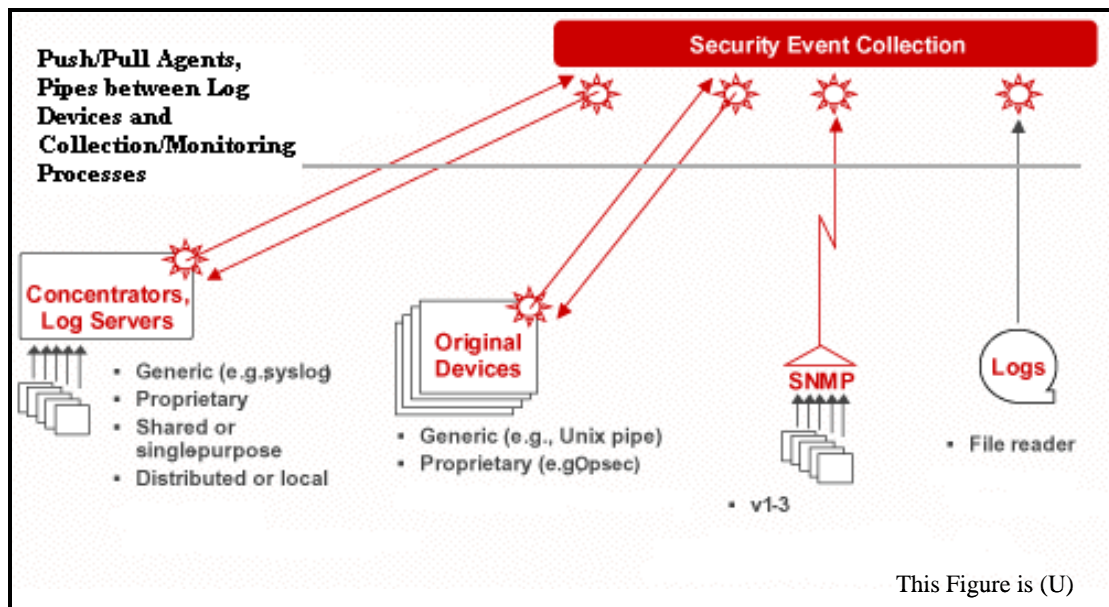 Push/Pull Agents,
Pipes between Log
Devices and
Collection/Monitoring
Processes
Security Event Collection
Concentrators,
Log Servers
▪ Generic (e.g.syslog)
▪ Proprietary
▪ Shared or
singlepurpose
▪ Distributed or local
Original
Devices
▪ Generic (e.g., Unix pipe)
▪ Proprietary (e.gOpsec)
SNMP
▪ v1-3
Logs
▪ File reader
This Figure is (U)